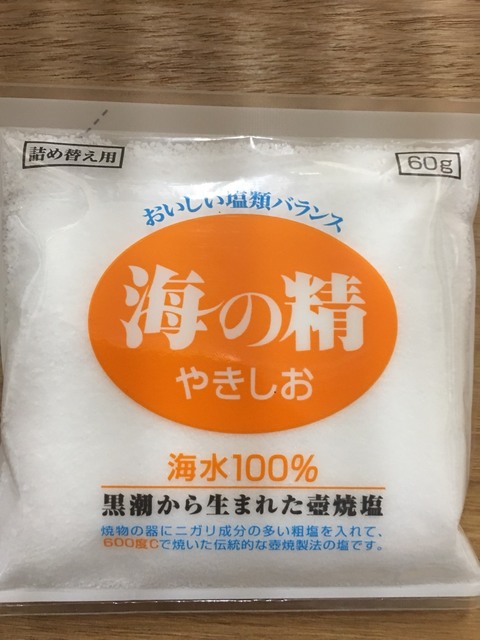 詰め替え用
60g
おいしい塩類バランス
海の精
やきしお
海水100%
黒潮から生まれた壺焼塩
焼物の器にニガリ成分の多い粗塩を入れて、
600度Cで焼いた伝統的な壺焼製法の塩です。